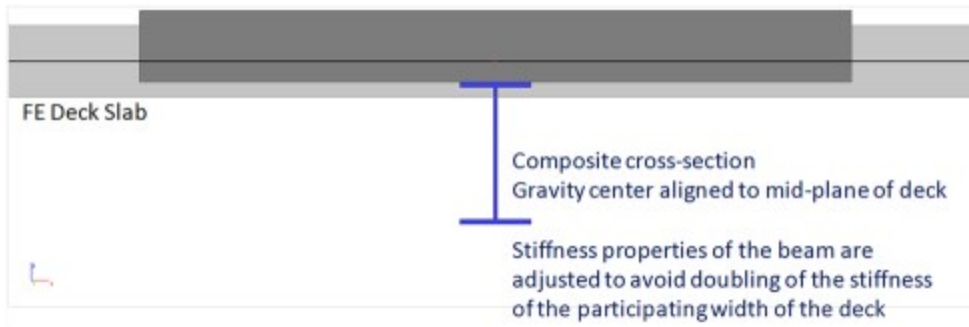 FE Deck Slab
Composite cross-section
Gravity center aligned to mid-plane of deck
Stiffness properties of the beam are
adjusted to avoid doubling of the stiffness
of the participating width of the deck